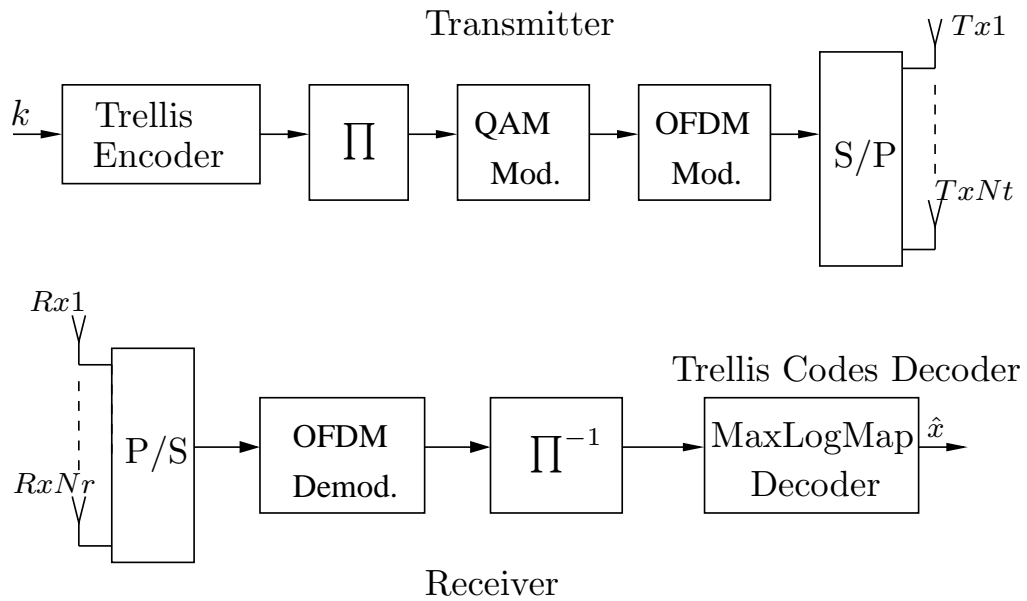 Transmitter
Tx1
k
Trellis
Encoder
∏
QAM
Mod.
OFDM
Mod.
S/P
TxNt
Rx1
RxNr
P/S
OFDM
Demod.
∏⁻¹
Trellis Codes Decoder
MaxLogMap
Decoder
x̂
Receiver